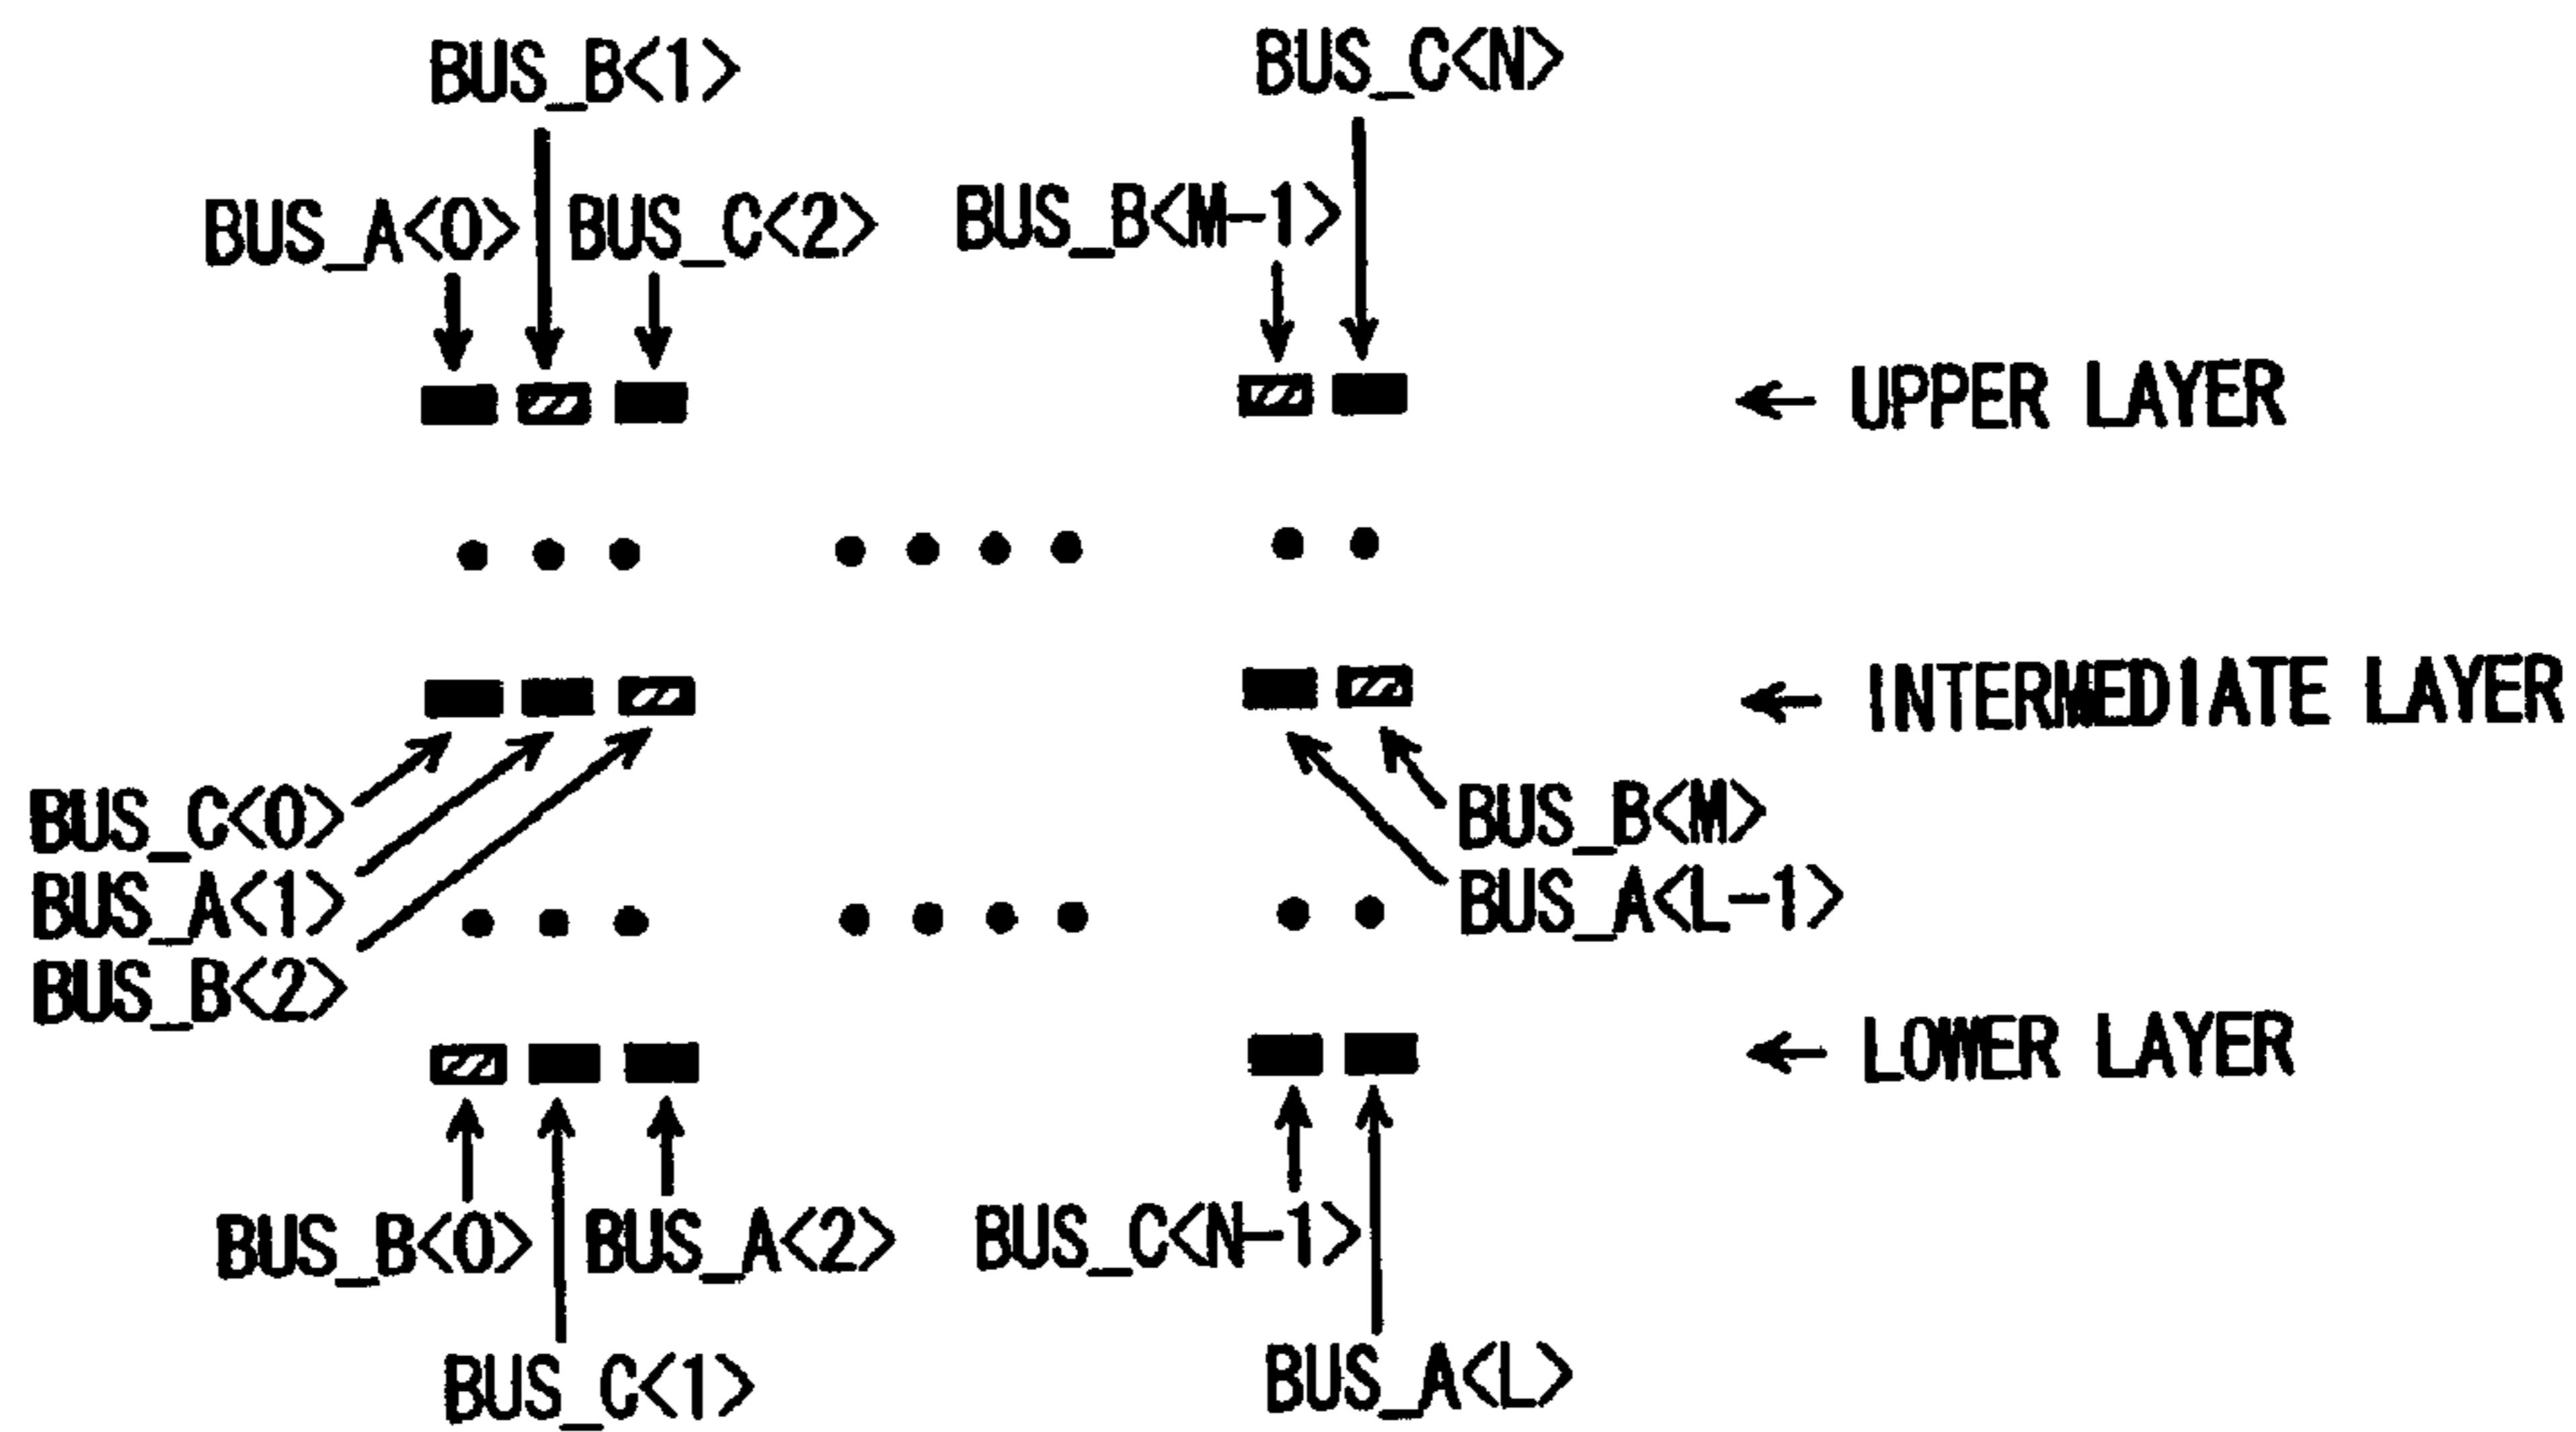 BUS_B<1>
BUS_C<N>
BUS_A<0>
BUS_C<2>
BUS_B<M-1>
UPPER LAYER
INTERMEDIATE LAYER
BUS_C<0>
BUS_B<M>
BUS_A<1>
BUS_A<L-1>
BUS_B<2>
LOWER LAYER
BUS_B<0>
BUS_A<2>
BUS_C<N-1>
BUS_C<1>
BUS_A<L>